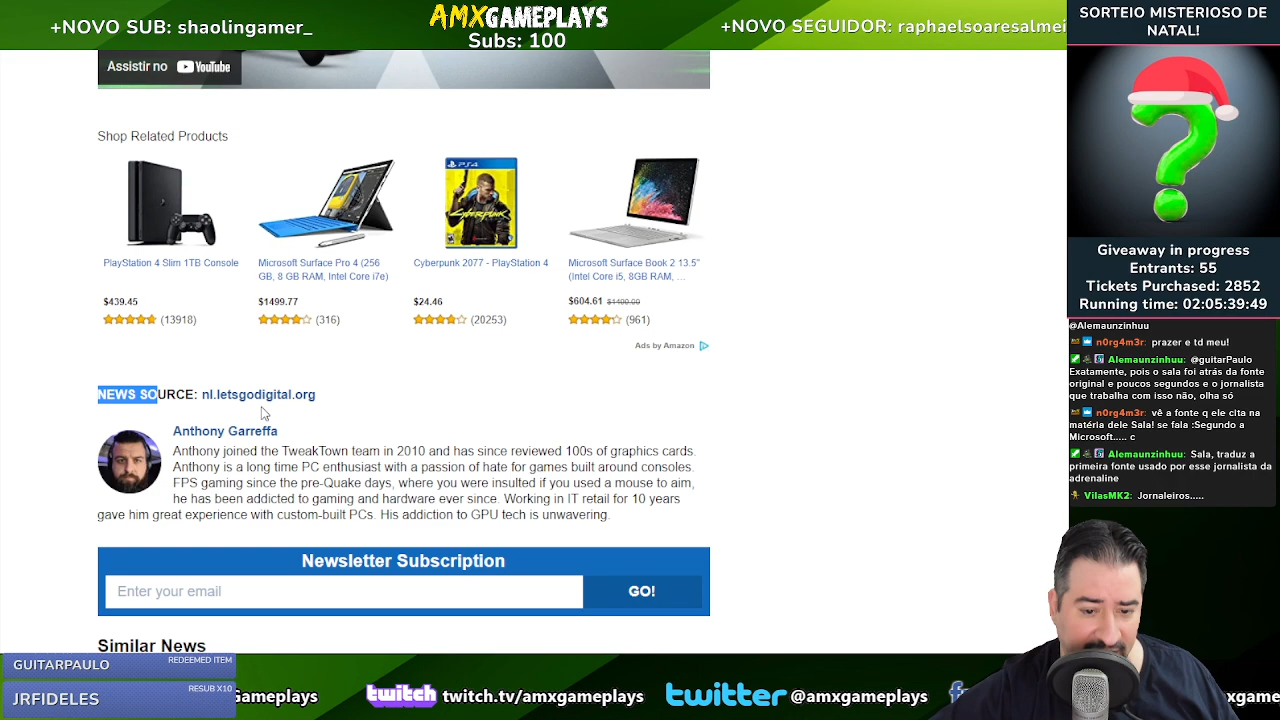 +NOVO SUB: shaolingamer_
AMXGAMEPLAYS
Subs: 100
+NOVO SEGUIDOR: raphaelsoaresalmei
SORTEIO MISTERIOSO DE
NATAL!
Assistir no YouTube
Shop Related Products
PlayStation 4 Slim 1TB Console
$439.45
(13918)
Microsoft Surface Pro 4 (256
GB, 8 GB RAM, Intel Core i7e)
$1499.77
(316)
PS4
Cyberpunk
Cyberpunk 2077 - PlayStation 4
$24.46
(20253)
Microsoft Surface Book 2 13.5"
(Intel Core i5, 8GB RAM, ...
$604.61 $1400.00
(961)
Ads by Amazon
NEWS SOURCE: nl.letsgodigital.org
Anthony Garreffa
Anthony joined the TweakTown team in 2010 and has since reviewed 100s of graphics cards.
Anthony is a long time PC enthusiast with a passion of hate for games built around consoles.
FPS gaming since the pre-Quake days, where you were insulted if you used a mouse to aim,
he has been addicted to gaming and hardware ever since. Working in IT retail for 10 years
gave him great experience with custom-built PCs. His addiction to GPU tech is unwavering.
Newsletter Subscription
Enter your email
GO!
Similar News
?
Giveaway in progress
Entrants: 55
Tickets Purchased: 2852
Running time: 02:05:39:49
@Alemaunzinhuu
n0rg4m3r: prazer e td meu!
Alemaunzinhuu: @guitarPaulo
Exatamente, pois o sala foi atrás da fonte
original e poucos segundos e o jornalista
que trabalha com isso não, olha só
n0rg4m3r: vê a fonte q ele cita na
matéria dele Sala! se fala :Segundo a
Microsoft..... c
Alemaunzinhuu: Sala, traduz a
primeira fonte usado por esse jornalista da
adrenaline
VilasMK2: Jornaleiros.....
GUITARPAULO
REDEEMED ITEM
JRFIDELES
RESUB X10
Gameplays
twitch twitch.tv/amxgameplays
twitter @amxgameplays
f
xgame